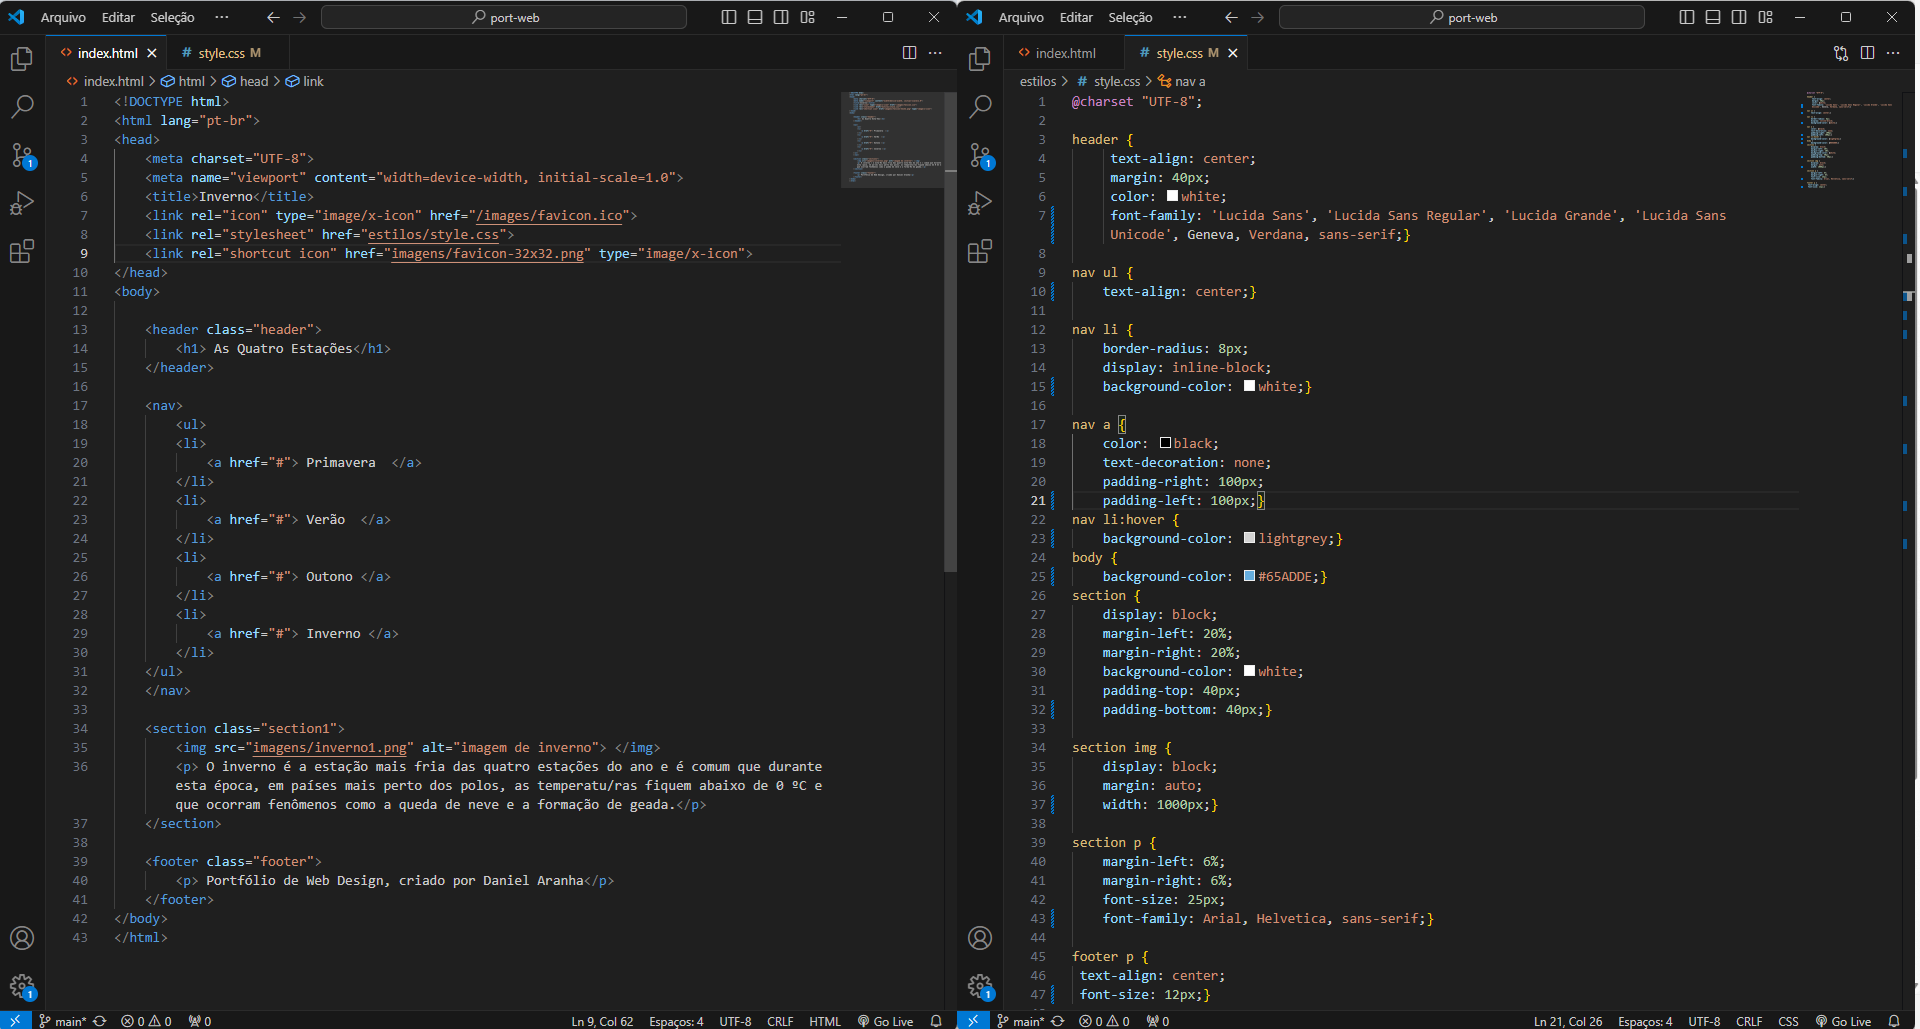 Arquivo Editar Seleção ··· port-web
index.html style.css M
index.html > html > head > link
1 <!DOCTYPE html>
2 <html lang="pt-br">
3 <head>
4 <meta charset="UTF-8">
5 <meta name="viewport" content="width=device-width, initial-scale=1.0">
6 <title>Inverno</title>
7 <link rel="icon" type="image/x-icon" href="/images/favicon.ico">
8 <link rel="stylesheet" href="estilos/style.css">
9 <link rel="shortcut icon" href="imagens/favicon-32x32.png" type="image/x-icon">
10 </head>
11 <body>
12
13 <header class="header">
14 <h1> As Quatro Estações</h1>
15 </header>
16
17 <nav>
18 <ul>
19 <li>
20 <a href="#"> Primavera  </a>
21 </li>
22 <li>
23 <a href="#"> Verão  </a>
24 </li>
25 <li>
26 <a href="#"> Outono </a>
27 </li>
28 <li>
29 <a href="#"> Inverno </a>
30 </li>
31 </ul>
32 </nav>
33
34 <section class="section1">
35 <img src="imagens/inverno1.png" alt="imagem de inverno"> </img>
36 <p> O inverno é a estação mais fria das quatro estações do ano e é comum que durante
esta época, em países mais perto dos polos, as temperatu/ras fiquem abaixo de 0 ºC e
que ocorram fenômenos como a queda de neve e a formação de geada.</p>
37 </section>
38
39 <footer class="footer">
40 <p> Portfólio de Web Design, criado por Daniel Aranha</p>
41 </footer>
42 </body>
43 </html>
1
1
main* 0 0 0 Ln 9, Col 62 Espaços: 4 UTF-8 CRLF HTML Go Live
Arquivo Editar Seleção ··· port-web
index.html style.css M
estilos > style.css > nav a
1 @charset "UTF-8";
2
3 header {
4 text-align: center;
5 margin: 40px;
6 color: white;
7 font-family: 'Lucida Sans', 'Lucida Sans Regular', 'Lucida Grande', 'Lucida Sans
Unicode', Geneva, Verdana, sans-serif;}
8
9 nav ul {
10 text-align: center;}
11
12 nav li {
13 border-radius: 8px;
14 display: inline-block;
15 background-color: white;}
16
17 nav a {
18 color: black;
19 text-decoration: none;
20 padding-right: 100px;
21 padding-left: 100px;}
22 nav li:hover {
23 background-color: lightgrey;}
24 body {
25 background-color: #65ADDE;}
26 section {
27 display: block;
28 margin-left: 20%;
29 margin-right: 20%;
30 background-color: white;
31 padding-top: 40px;
32 padding-bottom: 40px;}
33
34 section img {
35 display: block;
36 margin: auto;
37 width: 1000px;}
38
39 section p {
40 margin-left: 6%;
41 margin-right: 6%;
42 font-size: 25px;
43 font-family: Arial, Helvetica, sans-serif;}
44
45 footer p {
46 text-align: center;
47 font-size: 12px;}
1
1
main* 0 0 0 Ln 21, Col 26 Espaços: 4 UTF-8 CRLF CSS Go Live